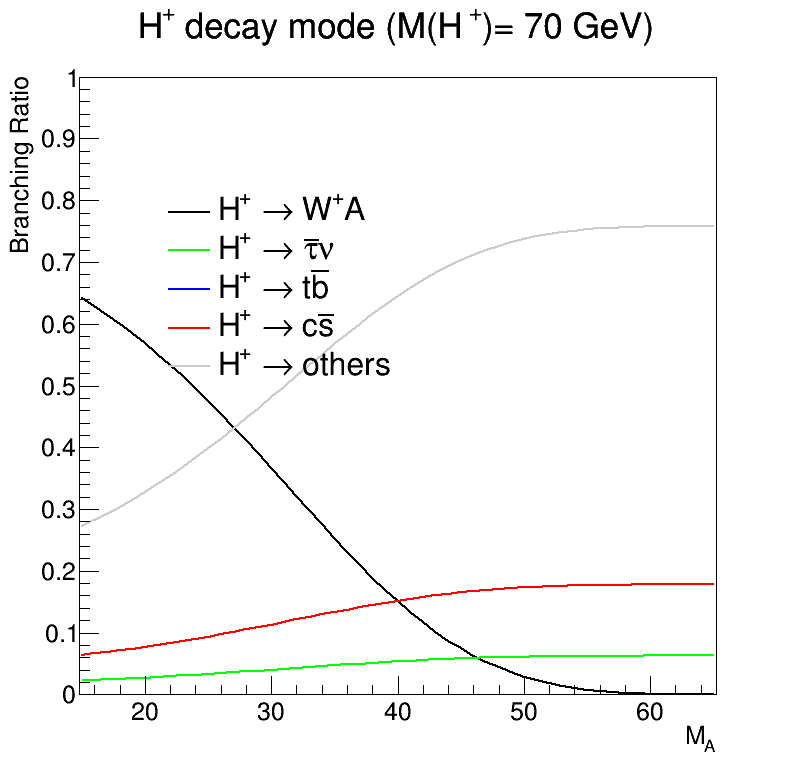 H⁺ decay mode (M(H⁺)= 70 GeV)
Branching Ratio
1
0.9
0.8
0.7
0.6
0.5
0.4
0.3
0.2
0.1
0
H⁺ → W⁺A
H⁺ → τ̅ν
H⁺ → tb̅
H⁺ → cs̅
H⁺ → others
20 30 40 50 60
M_A